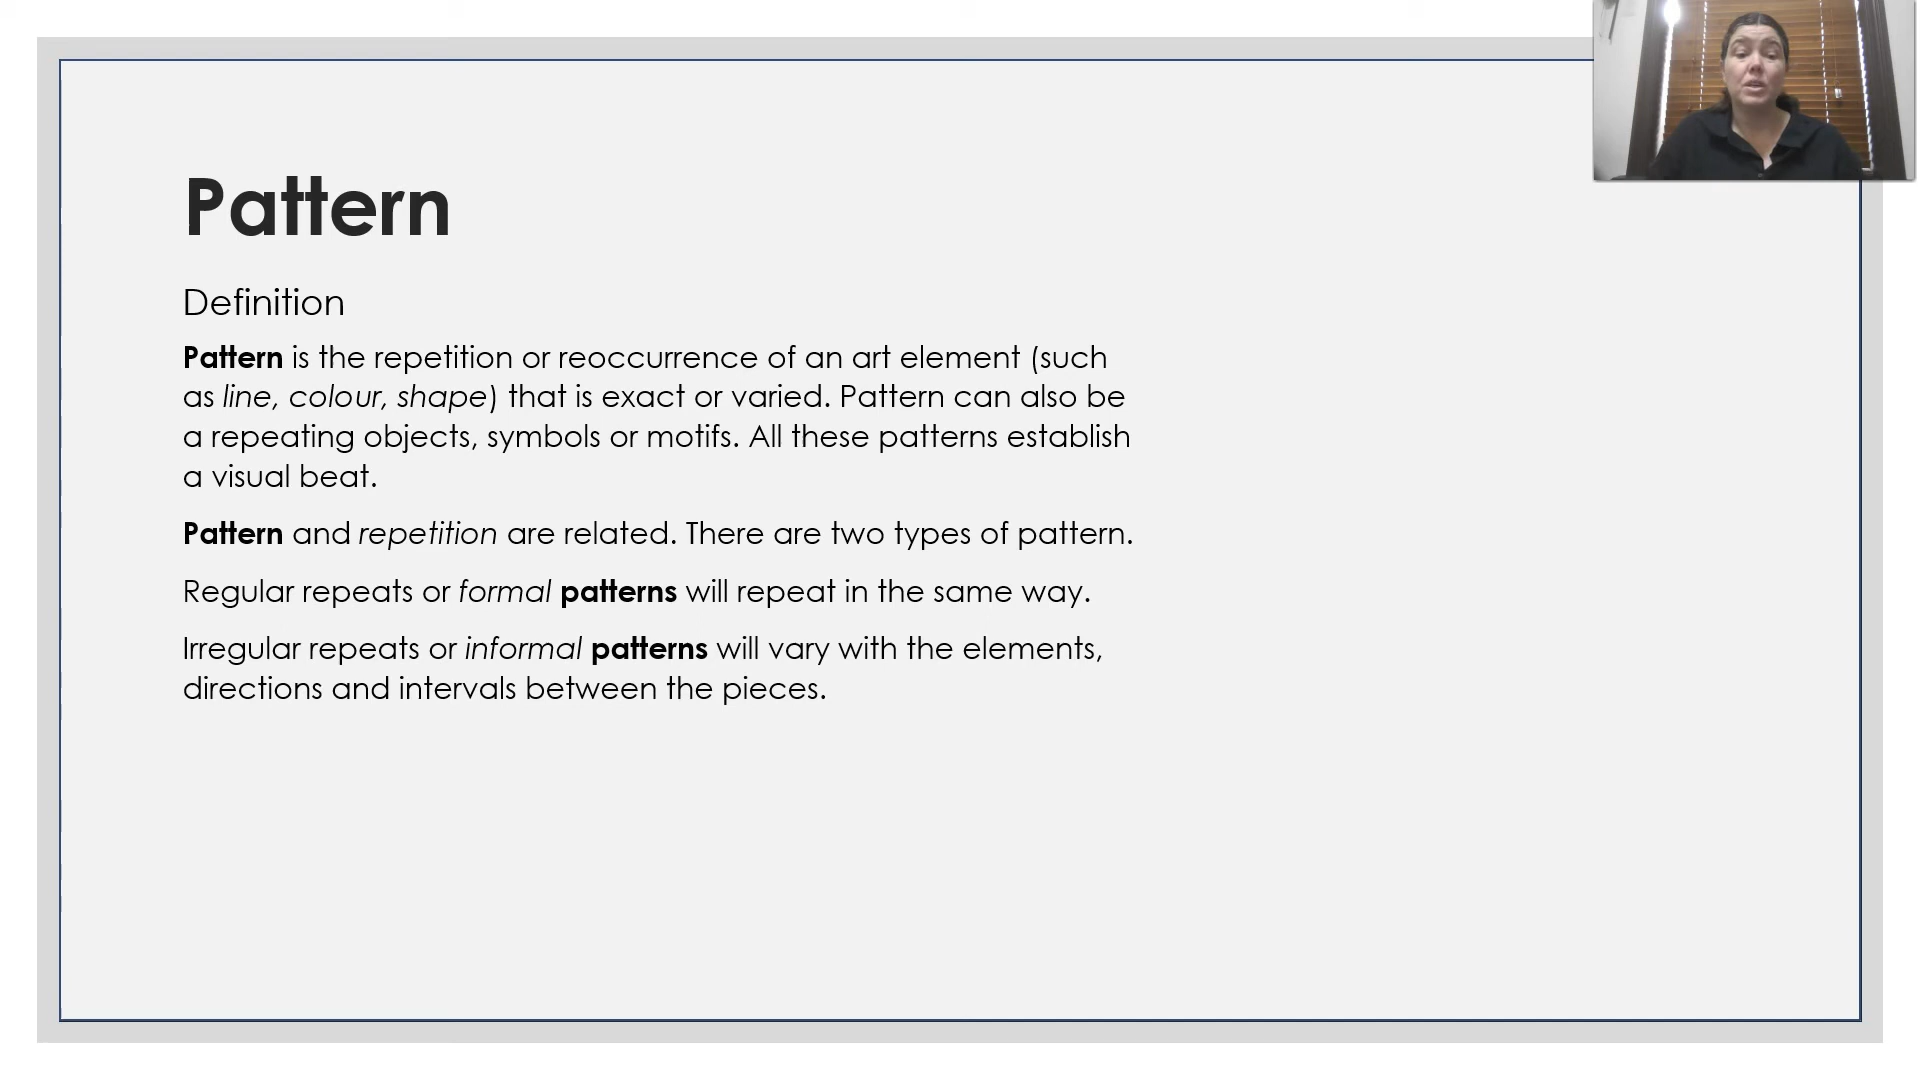 Pattern
Definition
Pattern is the repetition or reoccurrence of an art element (such
as line, colour, shape) that is exact or varied. Pattern can also be
a repeating objects, symbols or motifs. All these patterns establish
a visual beat.
Pattern and repetition are related. There are two types of pattern.
Regular repeats or formal patterns will repeat in the same way.
Irregular repeats or informal patterns will vary with the elements,
directions and intervals between the pieces.